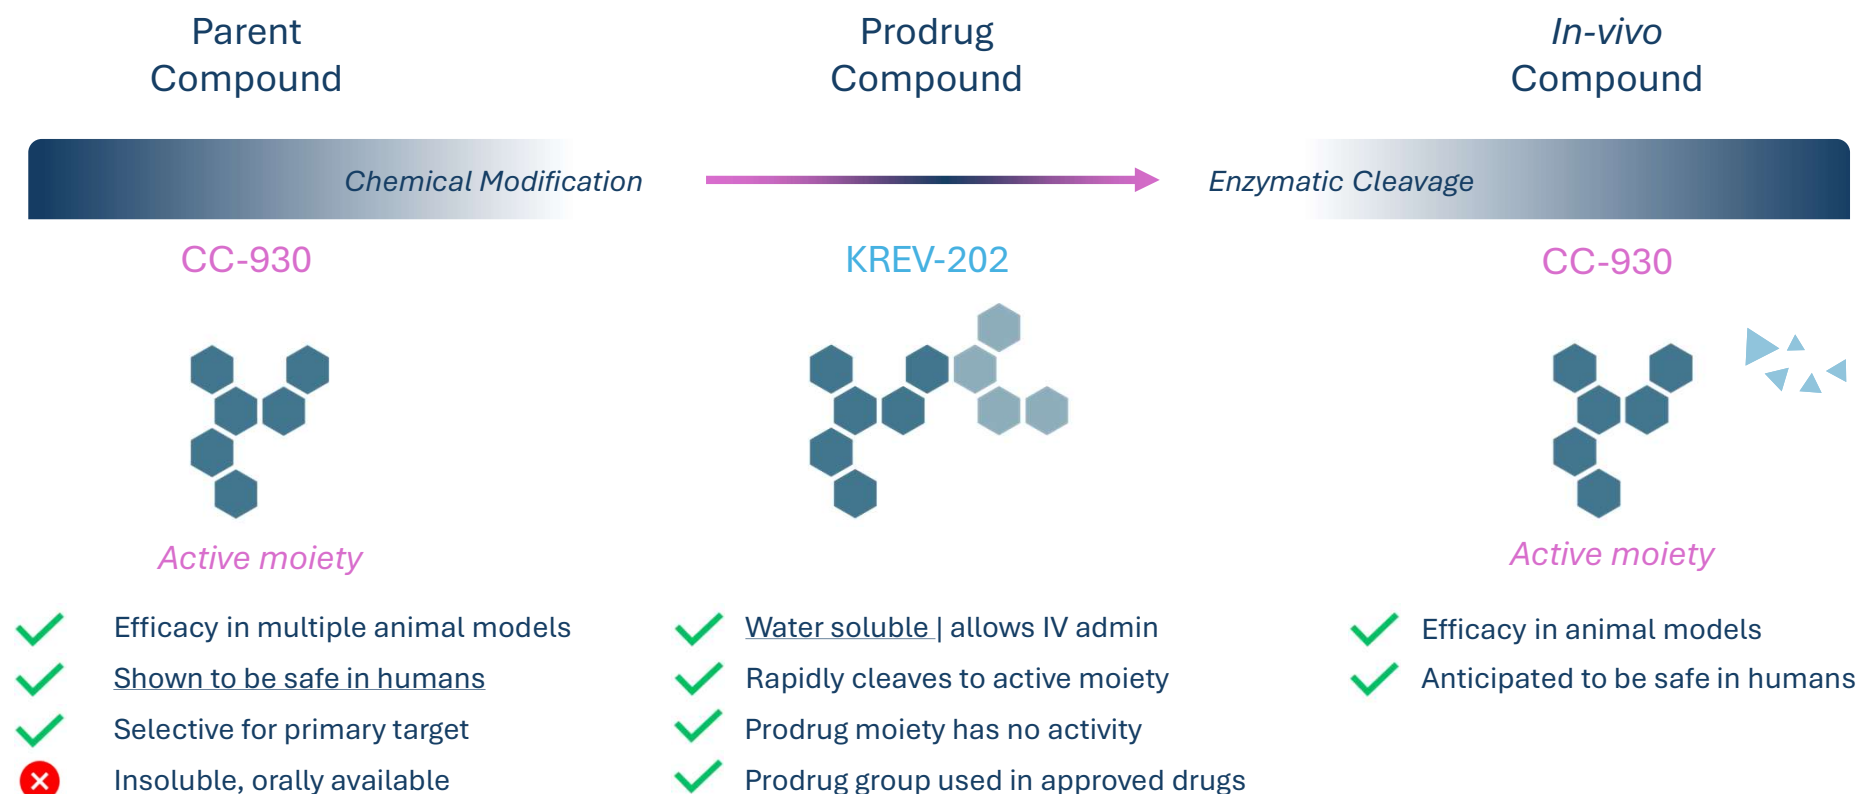 Parent
Compound
Prodrug
Compound
In-vivo
Compound
Chemical Modification
Enzymatic Cleavage
CC-930
KREV-202
CC-930
Active moiety
Active moiety
Efficacy in multiple animal models
Shown to be safe in humans
Selective for primary target
Insoluble, orally available
Water soluble | allows IV admin
Rapidly cleaves to active moiety
Prodrug moiety has no activity
Prodrug group used in approved drugs
Efficacy in animal models
Anticipated to be safe in humans